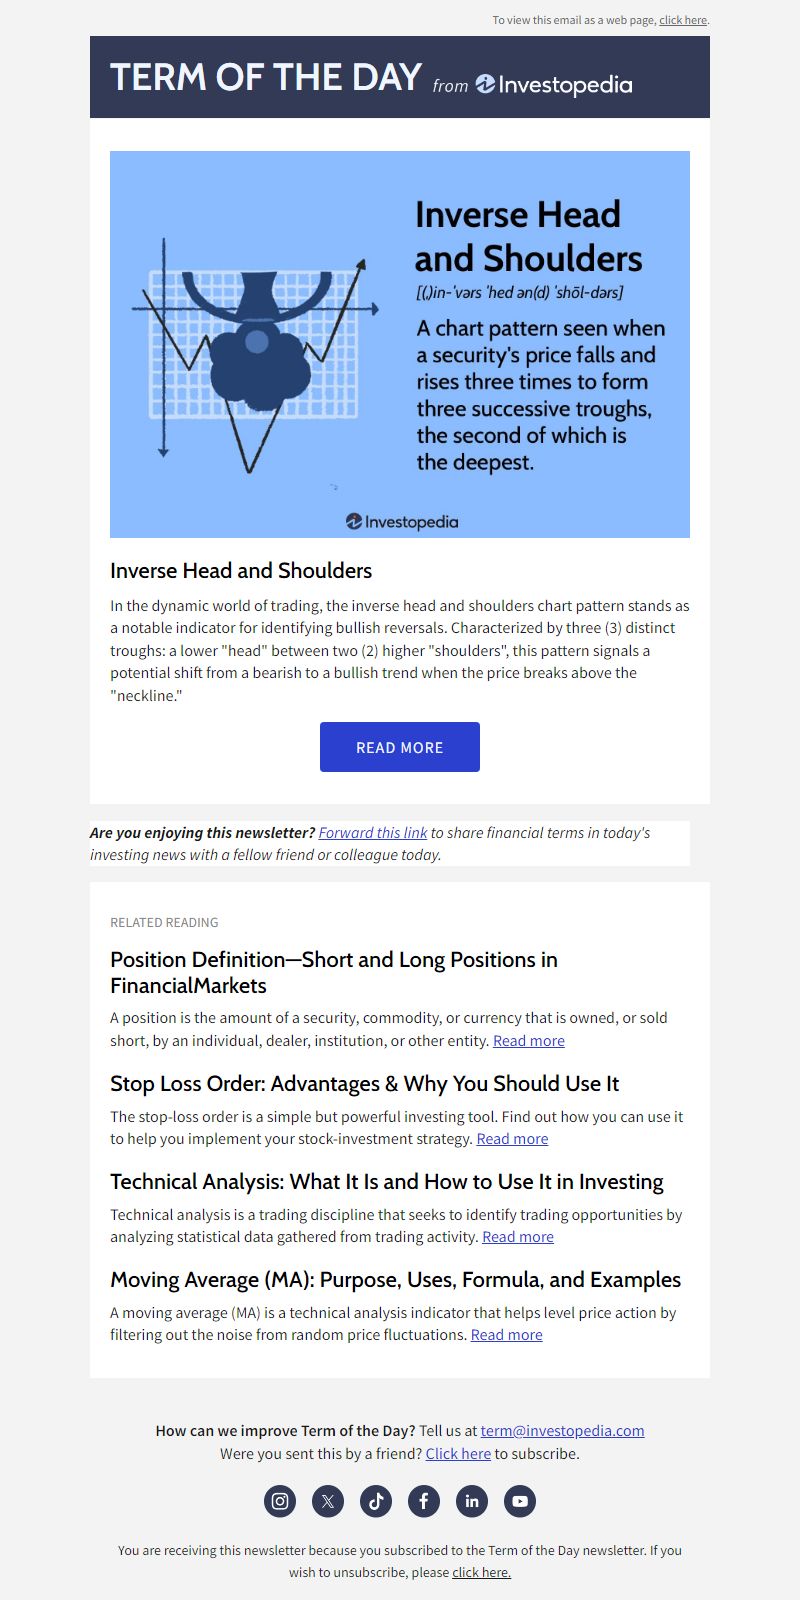 To view this email as a web page, click here.
TERM OF THE DAY from Investopedia
Inverse Head
and Shoulders
[(ˌ)in-ˈvərs ˈhed ən(d) ˈshōl-dərs]
A chart pattern seen when
a security's price falls and
rises three times to form
three successive troughs,
the second of which is
the deepest.
Investopedia
Inverse Head and Shoulders
In the dynamic world of trading, the inverse head and shoulders chart pattern stands as
a notable indicator for identifying bullish reversals. Characterized by three (3) distinct
troughs: a lower "head" between two (2) higher "shoulders", this pattern signals a
potential shift from a bearish to a bullish trend when the price breaks above the
"neckline."
READ MORE
Are you enjoying this newsletter? Forward this link to share financial terms in today's
investing news with a fellow friend or colleague today.
RELATED READING
Position Definition—Short and Long Positions in
FinancialMarkets
A position is the amount of a security, commodity, or currency that is owned, or sold
short, by an individual, dealer, institution, or other entity. Read more
Stop Loss Order: Advantages & Why You Should Use It
The stop-loss order is a simple but powerful investing tool. Find out how you can use it
to help you implement your stock-investment strategy. Read more
Technical Analysis: What It Is and How to Use It in Investing
Technical analysis is a trading discipline that seeks to identify trading opportunities by
analyzing statistical data gathered from trading activity. Read more
Moving Average (MA): Purpose, Uses, Formula, and Examples
A moving average (MA) is a technical analysis indicator that helps level price action by
filtering out the noise from random price fluctuations. Read more
How can we improve Term of the Day? Tell us at term@investopedia.com
Were you sent this by a friend? Click here to subscribe.
You are receiving this newsletter because you subscribed to the Term of the Day newsletter. If you
wish to unsubscribe, please click here.